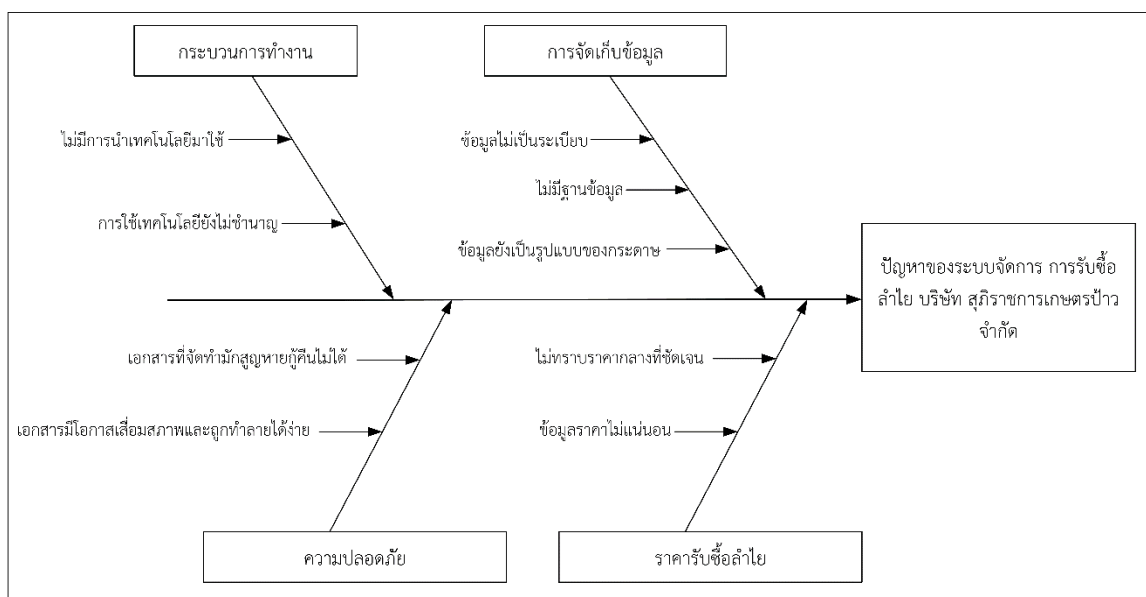 กระบวนการทำงาน
การจัดเก็บข้อมูล
ไม่มีการนำเทคโนโลยีมาใช้
การใช้เทคโนโลยียังไม่ชำนาญ
ข้อมูลไม่เป็นระเบียบ
ไม่มีฐานข้อมูล
ข้อมูลยังเป็นรูปแบบของกระดาษ
ปัญหาของระบบจัดการ การรับซื้อ
ลำไย บริษัท สุภิราชการเกษตรป้าว
จำกัด
เอกสารที่จัดทำมักสูญหายกู้คืนไม่ได้
เอกสารมีโอกาสเสื่อมสภาพและถูกทำลายได้ง่าย
ไม่ทราบราคากลางที่ชัดเจน
ข้อมูลราคาไม่แน่นอน
ความปลอดภัย
ราคารับซื้อลำไย